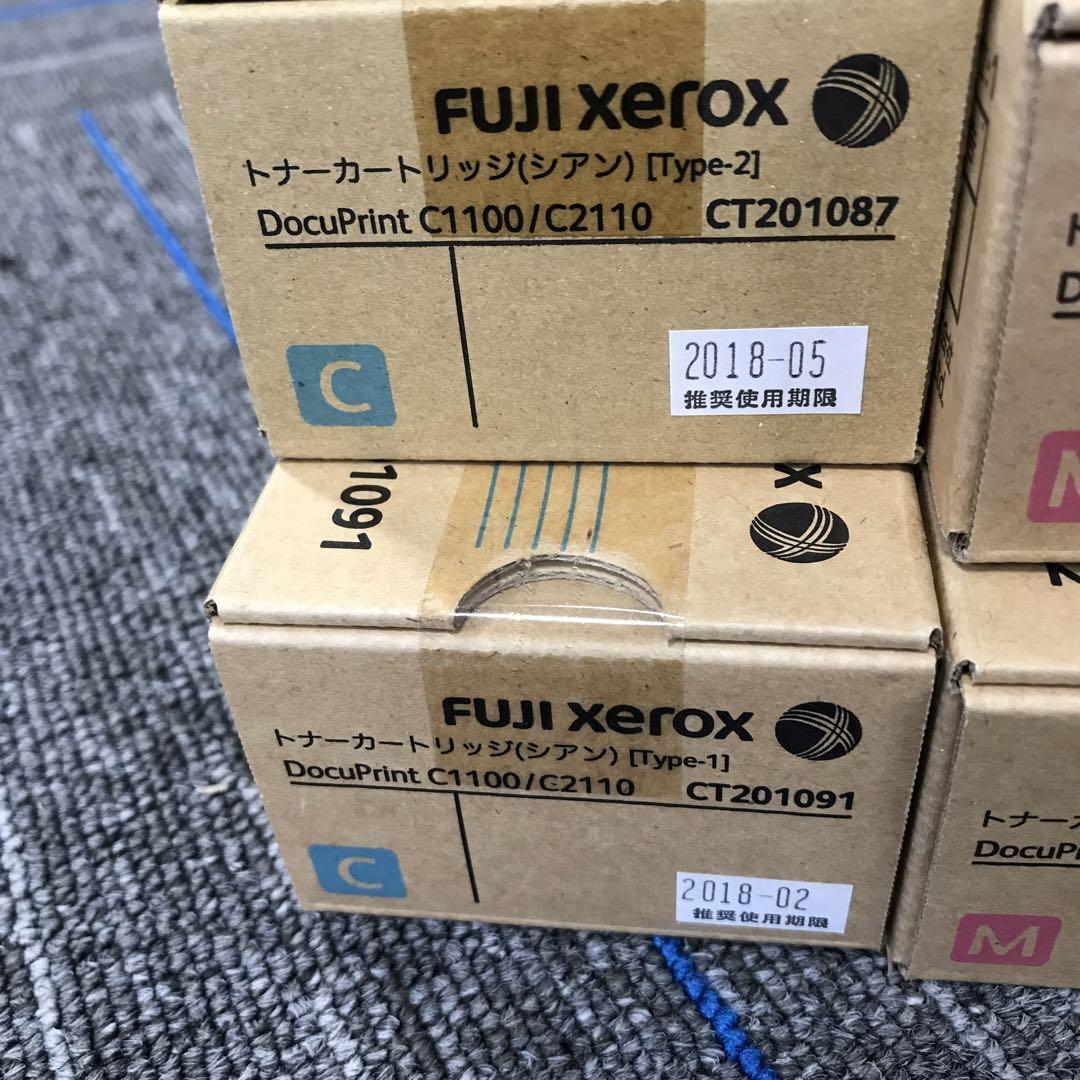 FUJI xerox
トナーカートリッジ(シアン) [Type-2]
DocuPrint C1100/C2110 CT201087
C
2018-05
推奨使用期限
1091
X
FUJI xerox
トナーカートリッジ(シアン) [Type-1]
DocuPrint C1100/C2110 CT201091
C
2018-02
推奨使用期限
ト
D
M
トナーカ
DocuP
M